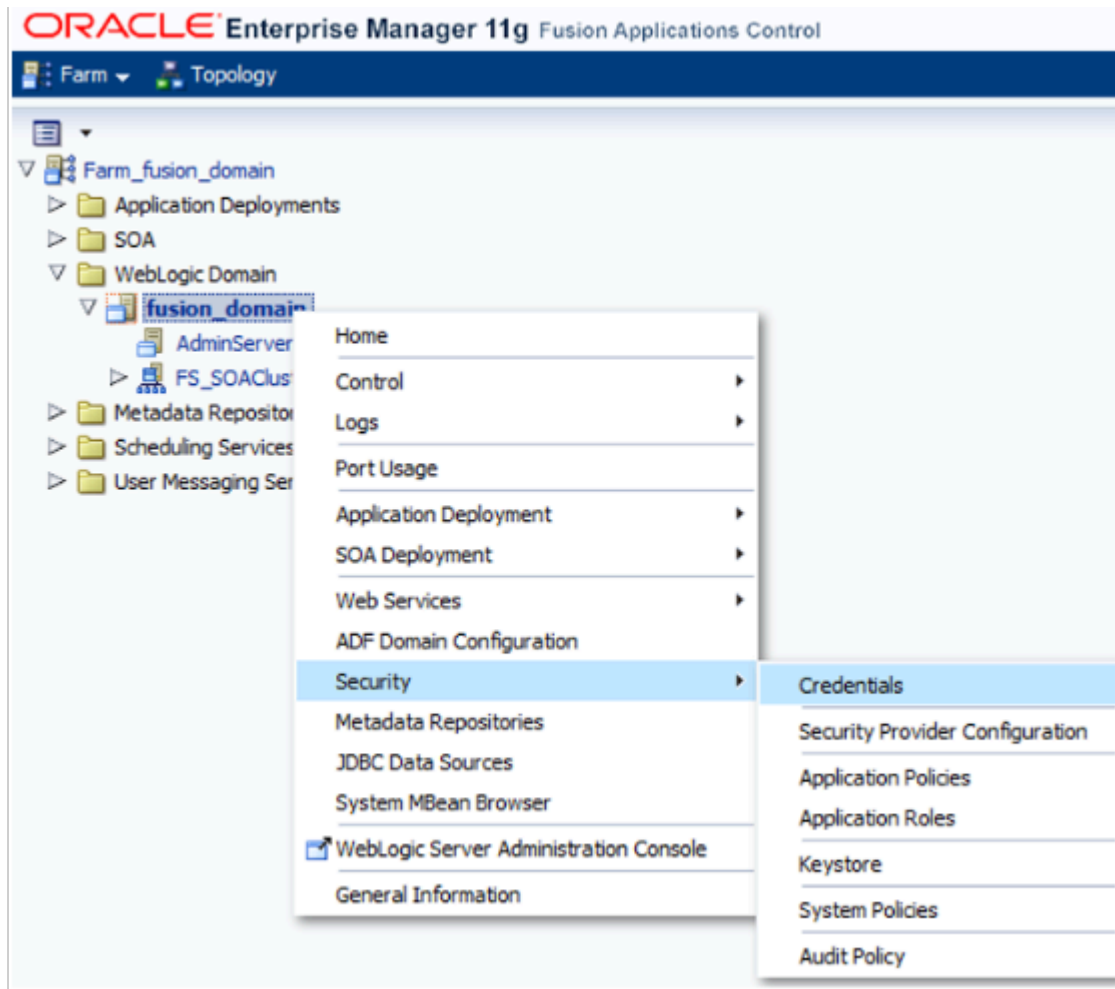 ORACLE Enterprise Manager 11g Fusion Applications Control
Farm Topology
Farm_fusion_domain
Application Deployments
SOA
WebLogic Domain
fusion_domain
AdminServer
FS_SOAClus
Metadata Reposito
Scheduling Services
User Messaging Ser
Home
Control
Logs
Port Usage
Application Deployment
SOA Deployment
Web Services
ADF Domain Configuration
Security
Metadata Repositories
JDBC Data Sources
System MBean Browser
WebLogic Server Administration Console
General Information
Credentials
Security Provider Configuration
Application Policies
Application Roles
Keystore
System Policies
Audit Policy